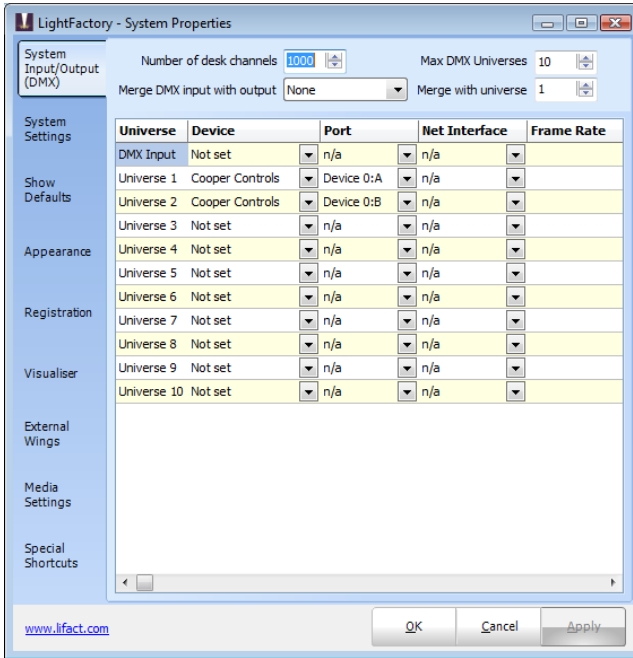 LightFactory - System Properties
System
Input/Output
(DMX)
System
Settings
Show
Defaults
Appearance
Registration
Visualiser
External
Wings
Media
Settings
Special
Shortcuts
Number of desk channels 1000 Max DMX Universes 10
Merge DMX input with output None Merge with universe 1
Universe Device Port Net Interface Frame Rate
DMX Input Not set n/a n/a
Universe 1 Cooper Controls Device 0:A n/a
Universe 2 Cooper Controls Device 0:B n/a
Universe 3 Not set n/a n/a
Universe 4 Not set n/a n/a
Universe 5 Not set n/a n/a
Universe 6 Not set n/a n/a
Universe 7 Not set n/a n/a
Universe 8 Not set n/a n/a
Universe 9 Not set n/a n/a
Universe 10 Not set n/a n/a
www.lifact.com OK Cancel Apply